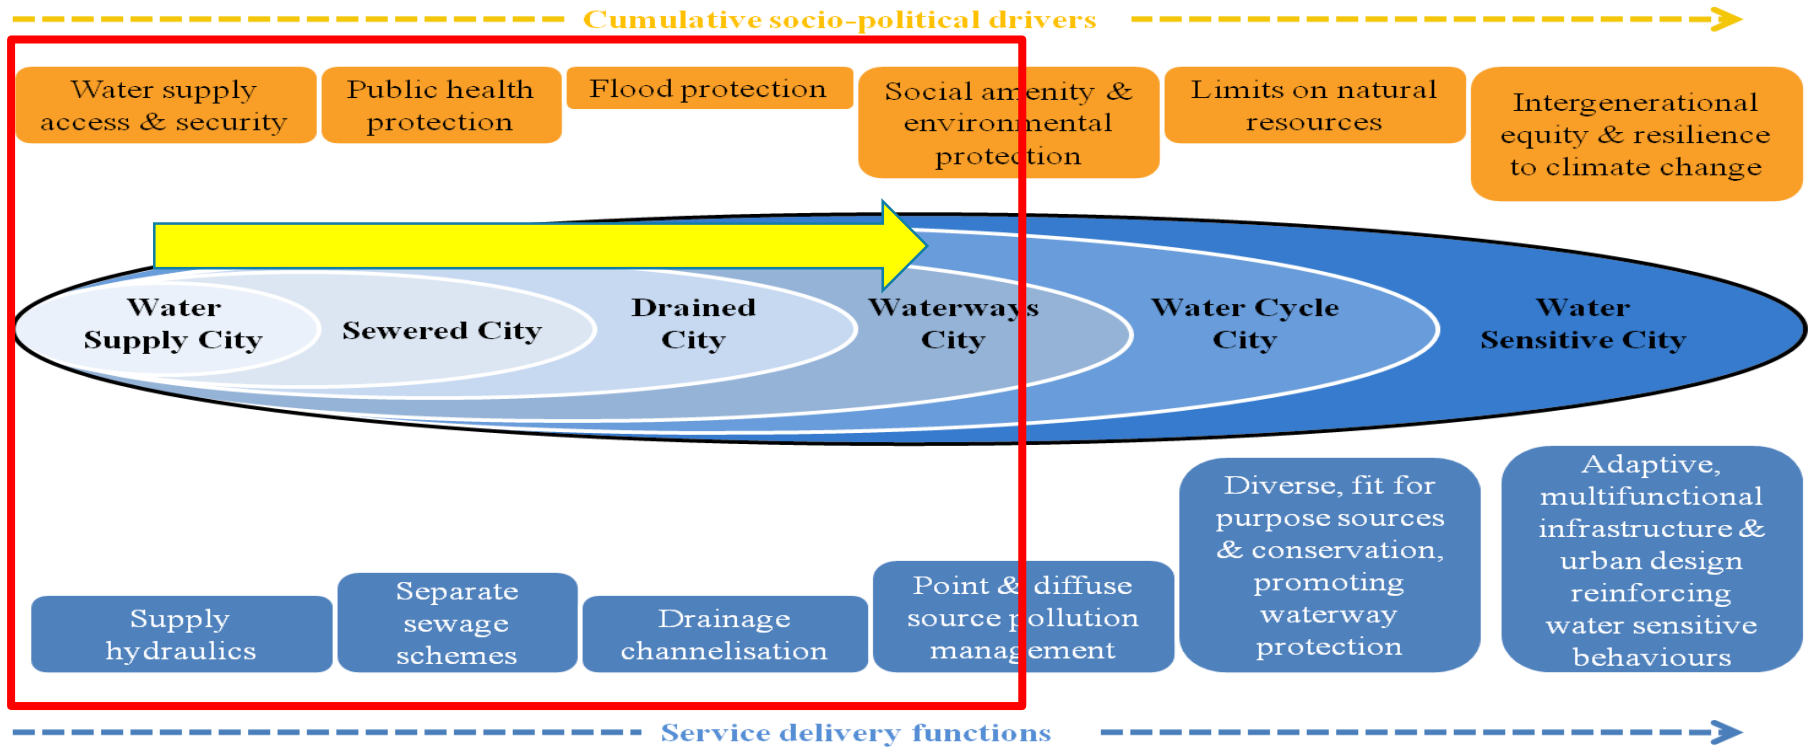 Cumulative socio-political drivers
Water supply
access & security
Public health
protection
Flood protection
Social amenity &
environmental
protection
Limits on natural
resources
Intergenerational
equity & resilience
to climate change
Water
Supply City
Sewered City
Drained
City
Waterways
City
Water Cycle
City
Water
Sensitive City
Supply
hydraulics
Separate
sewage
schemes
Drainage
channelisation
Point & diffuse
source pollution
management
Diverse, fit for
purpose sources
& conservation,
promoting
waterway
protection
Adaptive,
multifunctional
infrastructure &
urban design
reinforcing
water sensitive
behaviours
Service delivery functions